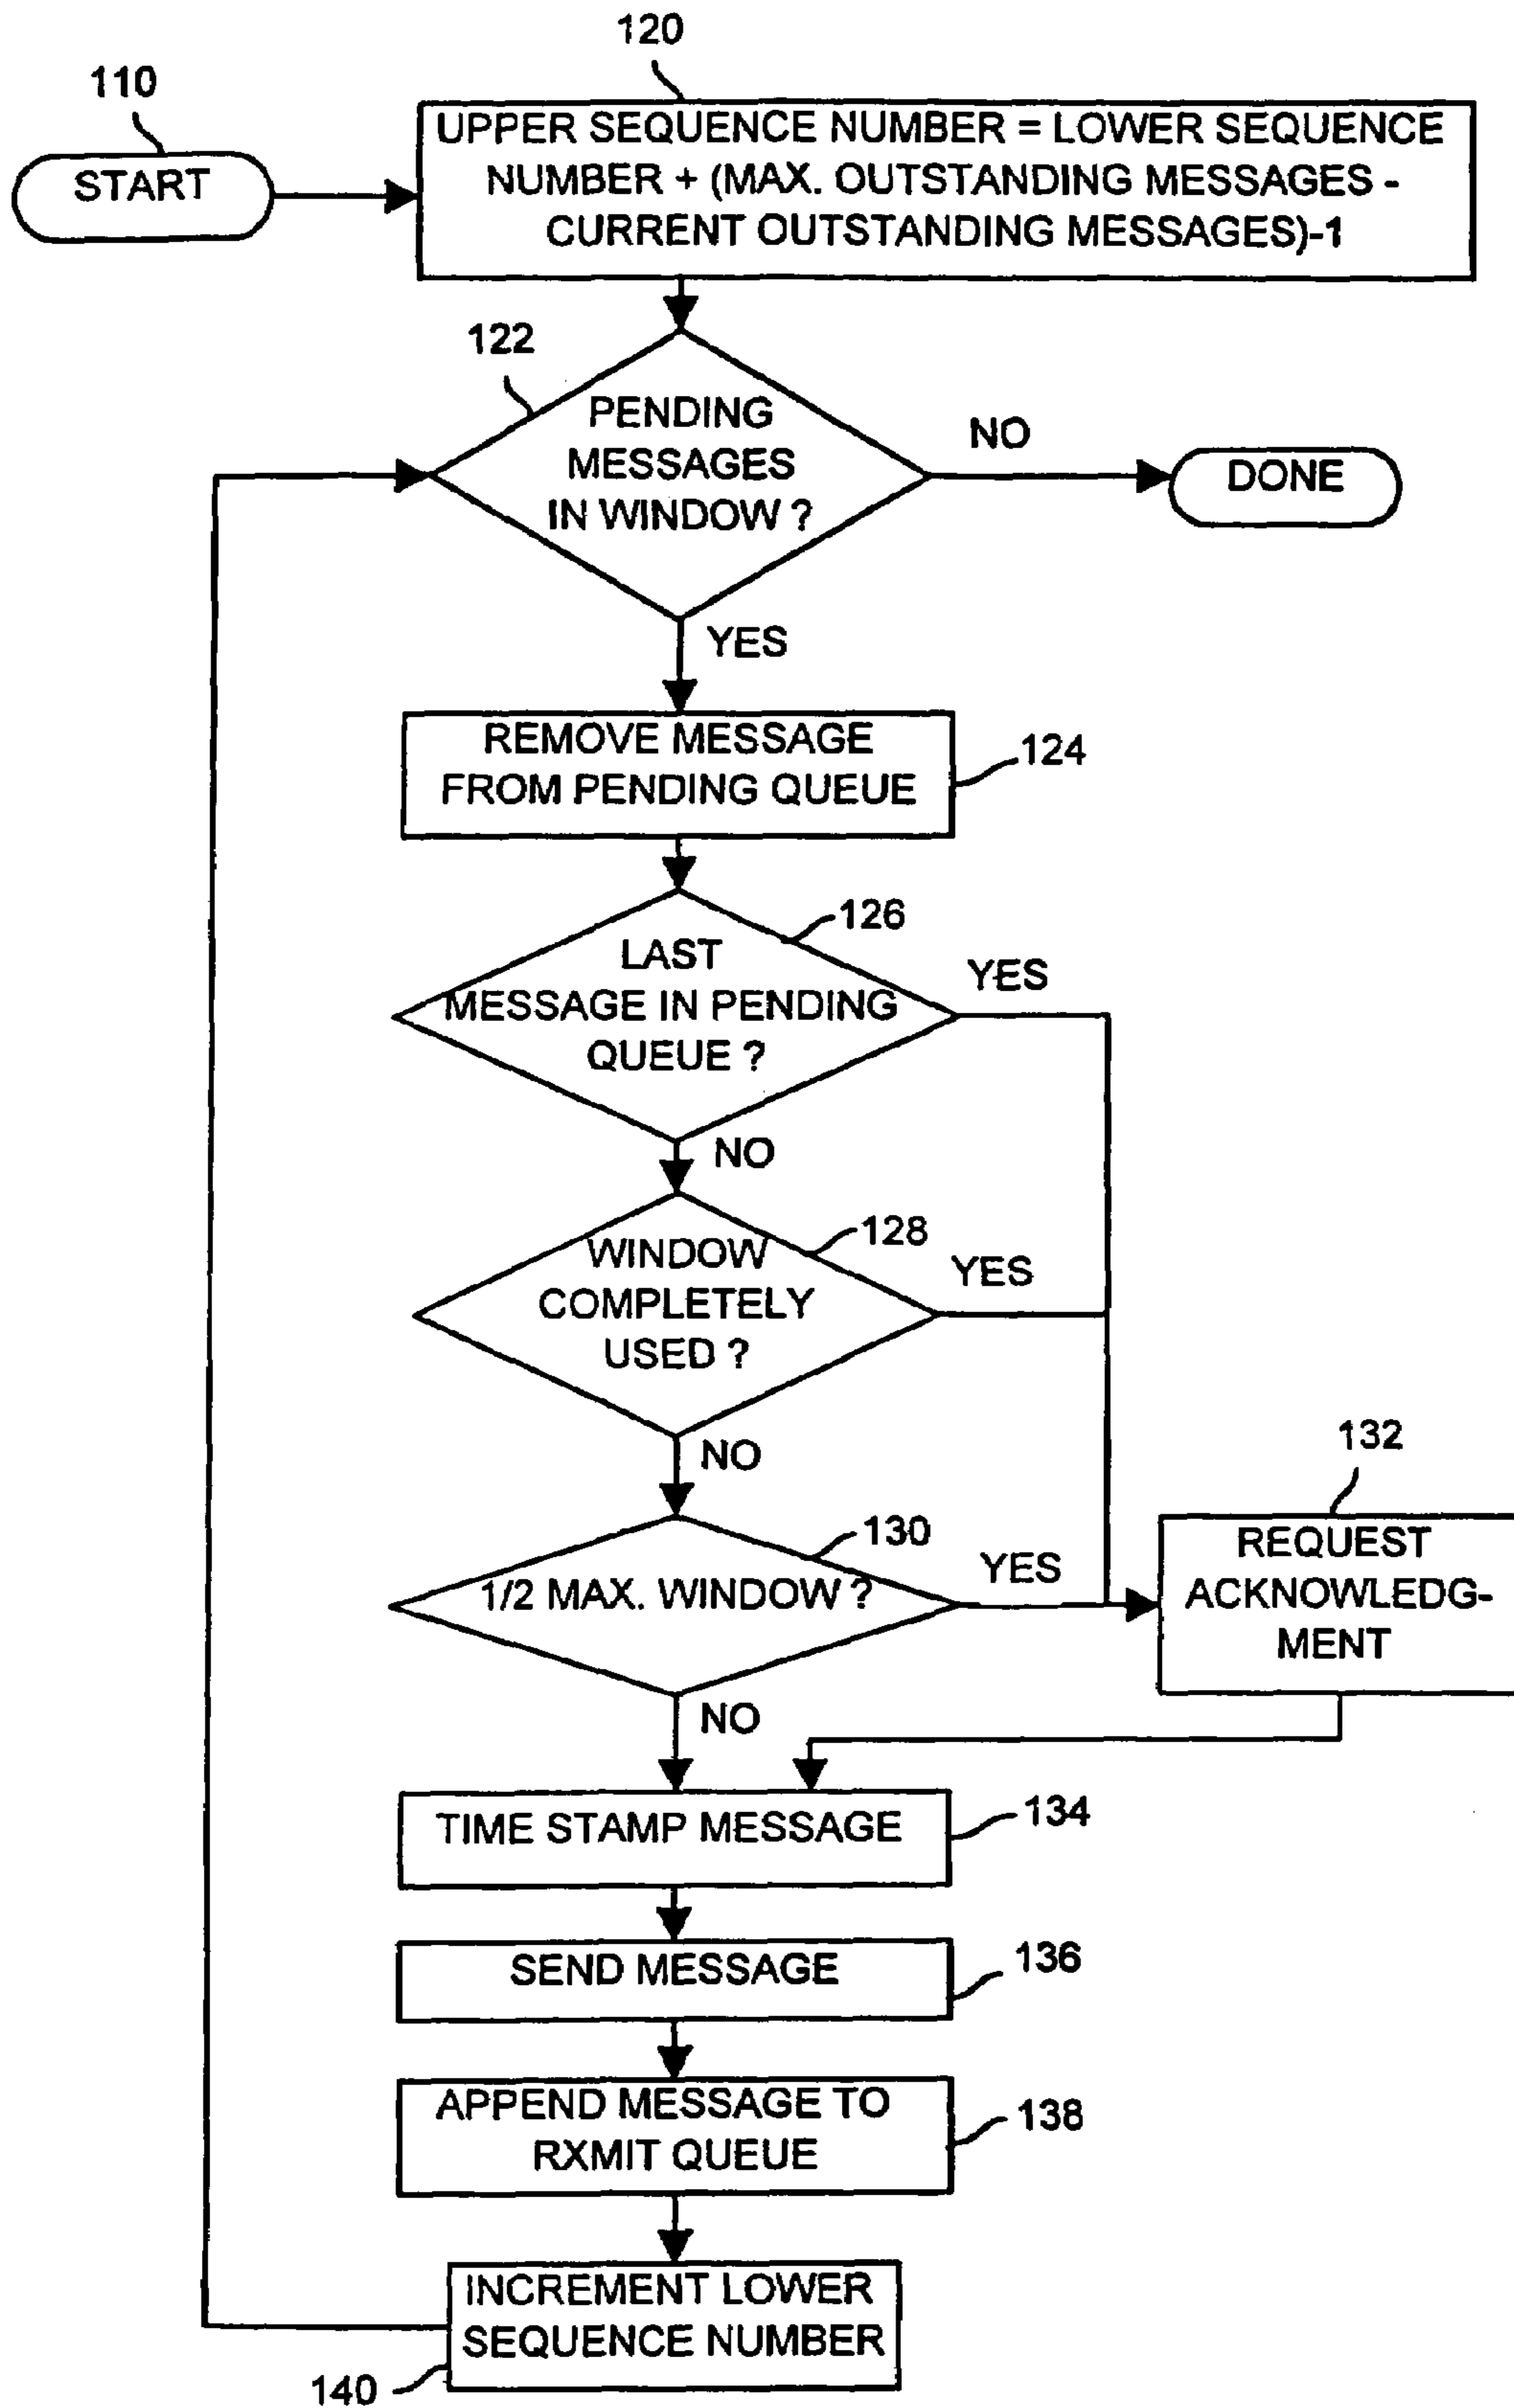 120
110
UPPER SEQUENCE NUMBER = LOWER SEQUENCE
NUMBER + (MAX. OUTSTANDING MESSAGES -
CURRENT OUTSTANDING MESSAGES)-1
START
122
PENDING
MESSAGES
IN WINDOW ?
NO
DONE
YES
REMOVE MESSAGE
FROM PENDING QUEUE
124
126
LAST
MESSAGE IN PENDING
QUEUE ?
YES
NO
128
WINDOW
COMPLETELY
USED ?
YES
NO
132
130
1/2 MAX. WINDOW ?
YES
REQUEST
ACKNOWLEDG-
MENT
NO
TIME STAMP MESSAGE
134
SEND MESSAGE
136
APPEND MESSAGE TO
RXMIT QUEUE
138
INCREMENT LOWER
SEQUENCE NUMBER
140